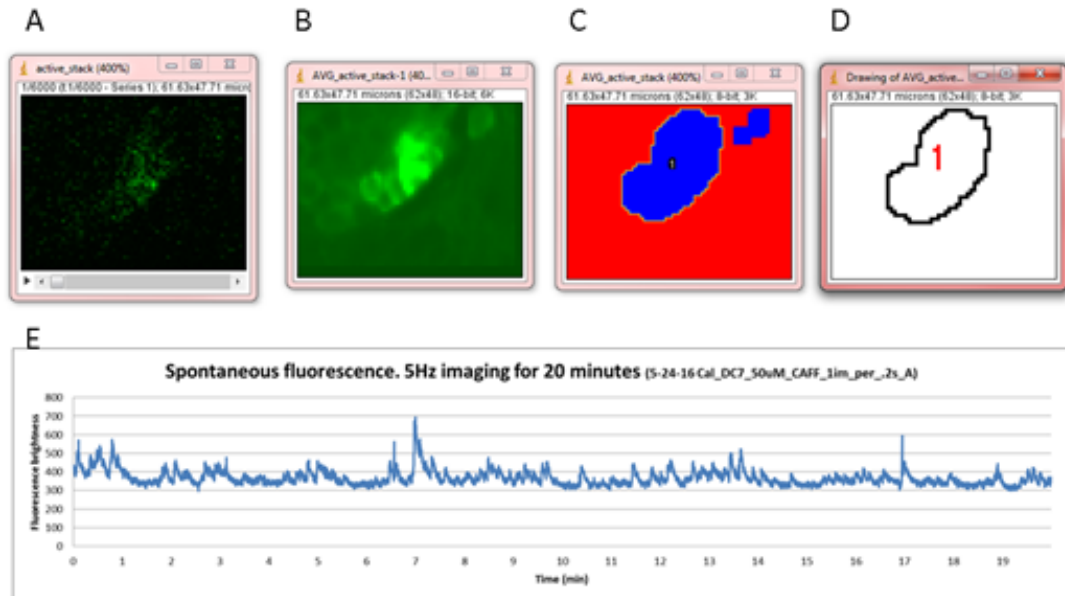 A
B
C
D
active_stack (400%)
AVG_active_stack-1 (40...
AVG_active_stack (400%)
Drawing of AVG_active...
1/6000 (t:1/6000 - Series 1); 61.63x47.71 micron
61.63x47.71 microns (62x48); 16-bit; 6K
61.63x47.71 microns (62x48); 8-bit; 3K
61.63x47.71 microns (62x48); 8-bit; 3K
1
1
E
Spontaneous fluorescence. 5Hz imaging for 20 minutes (5-24-16 Cal_DC7_50uM_CAFF_1im_per_.2s_A)
Fluorescence brightness
800
700
600
500
400
300
200
100
0
0 1 2 3 4 5 6 7 8 9 10 11 12 13 14 15 16 17 18 19
Time (min)